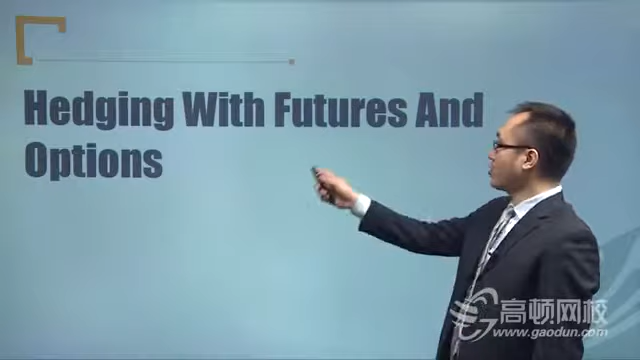 Hedging With Futures And
Options
高顿网校
www.gaodun.com